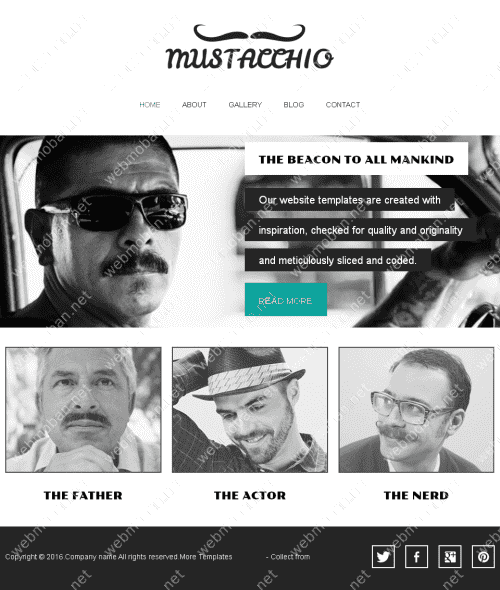 MUSTACCHIO
HOME ABOUT GALLERY BLOG CONTACT
THE BEACON TO ALL MANKIND
Our website templates are created with
inspiration, checked for quality and originality
and meticulously sliced and coded.
READ MORE
THE FATHER THE ACTOR THE NERD
Copyright © 2016.Company name All rights reserved.More Templates - Collect from
webmoban.net